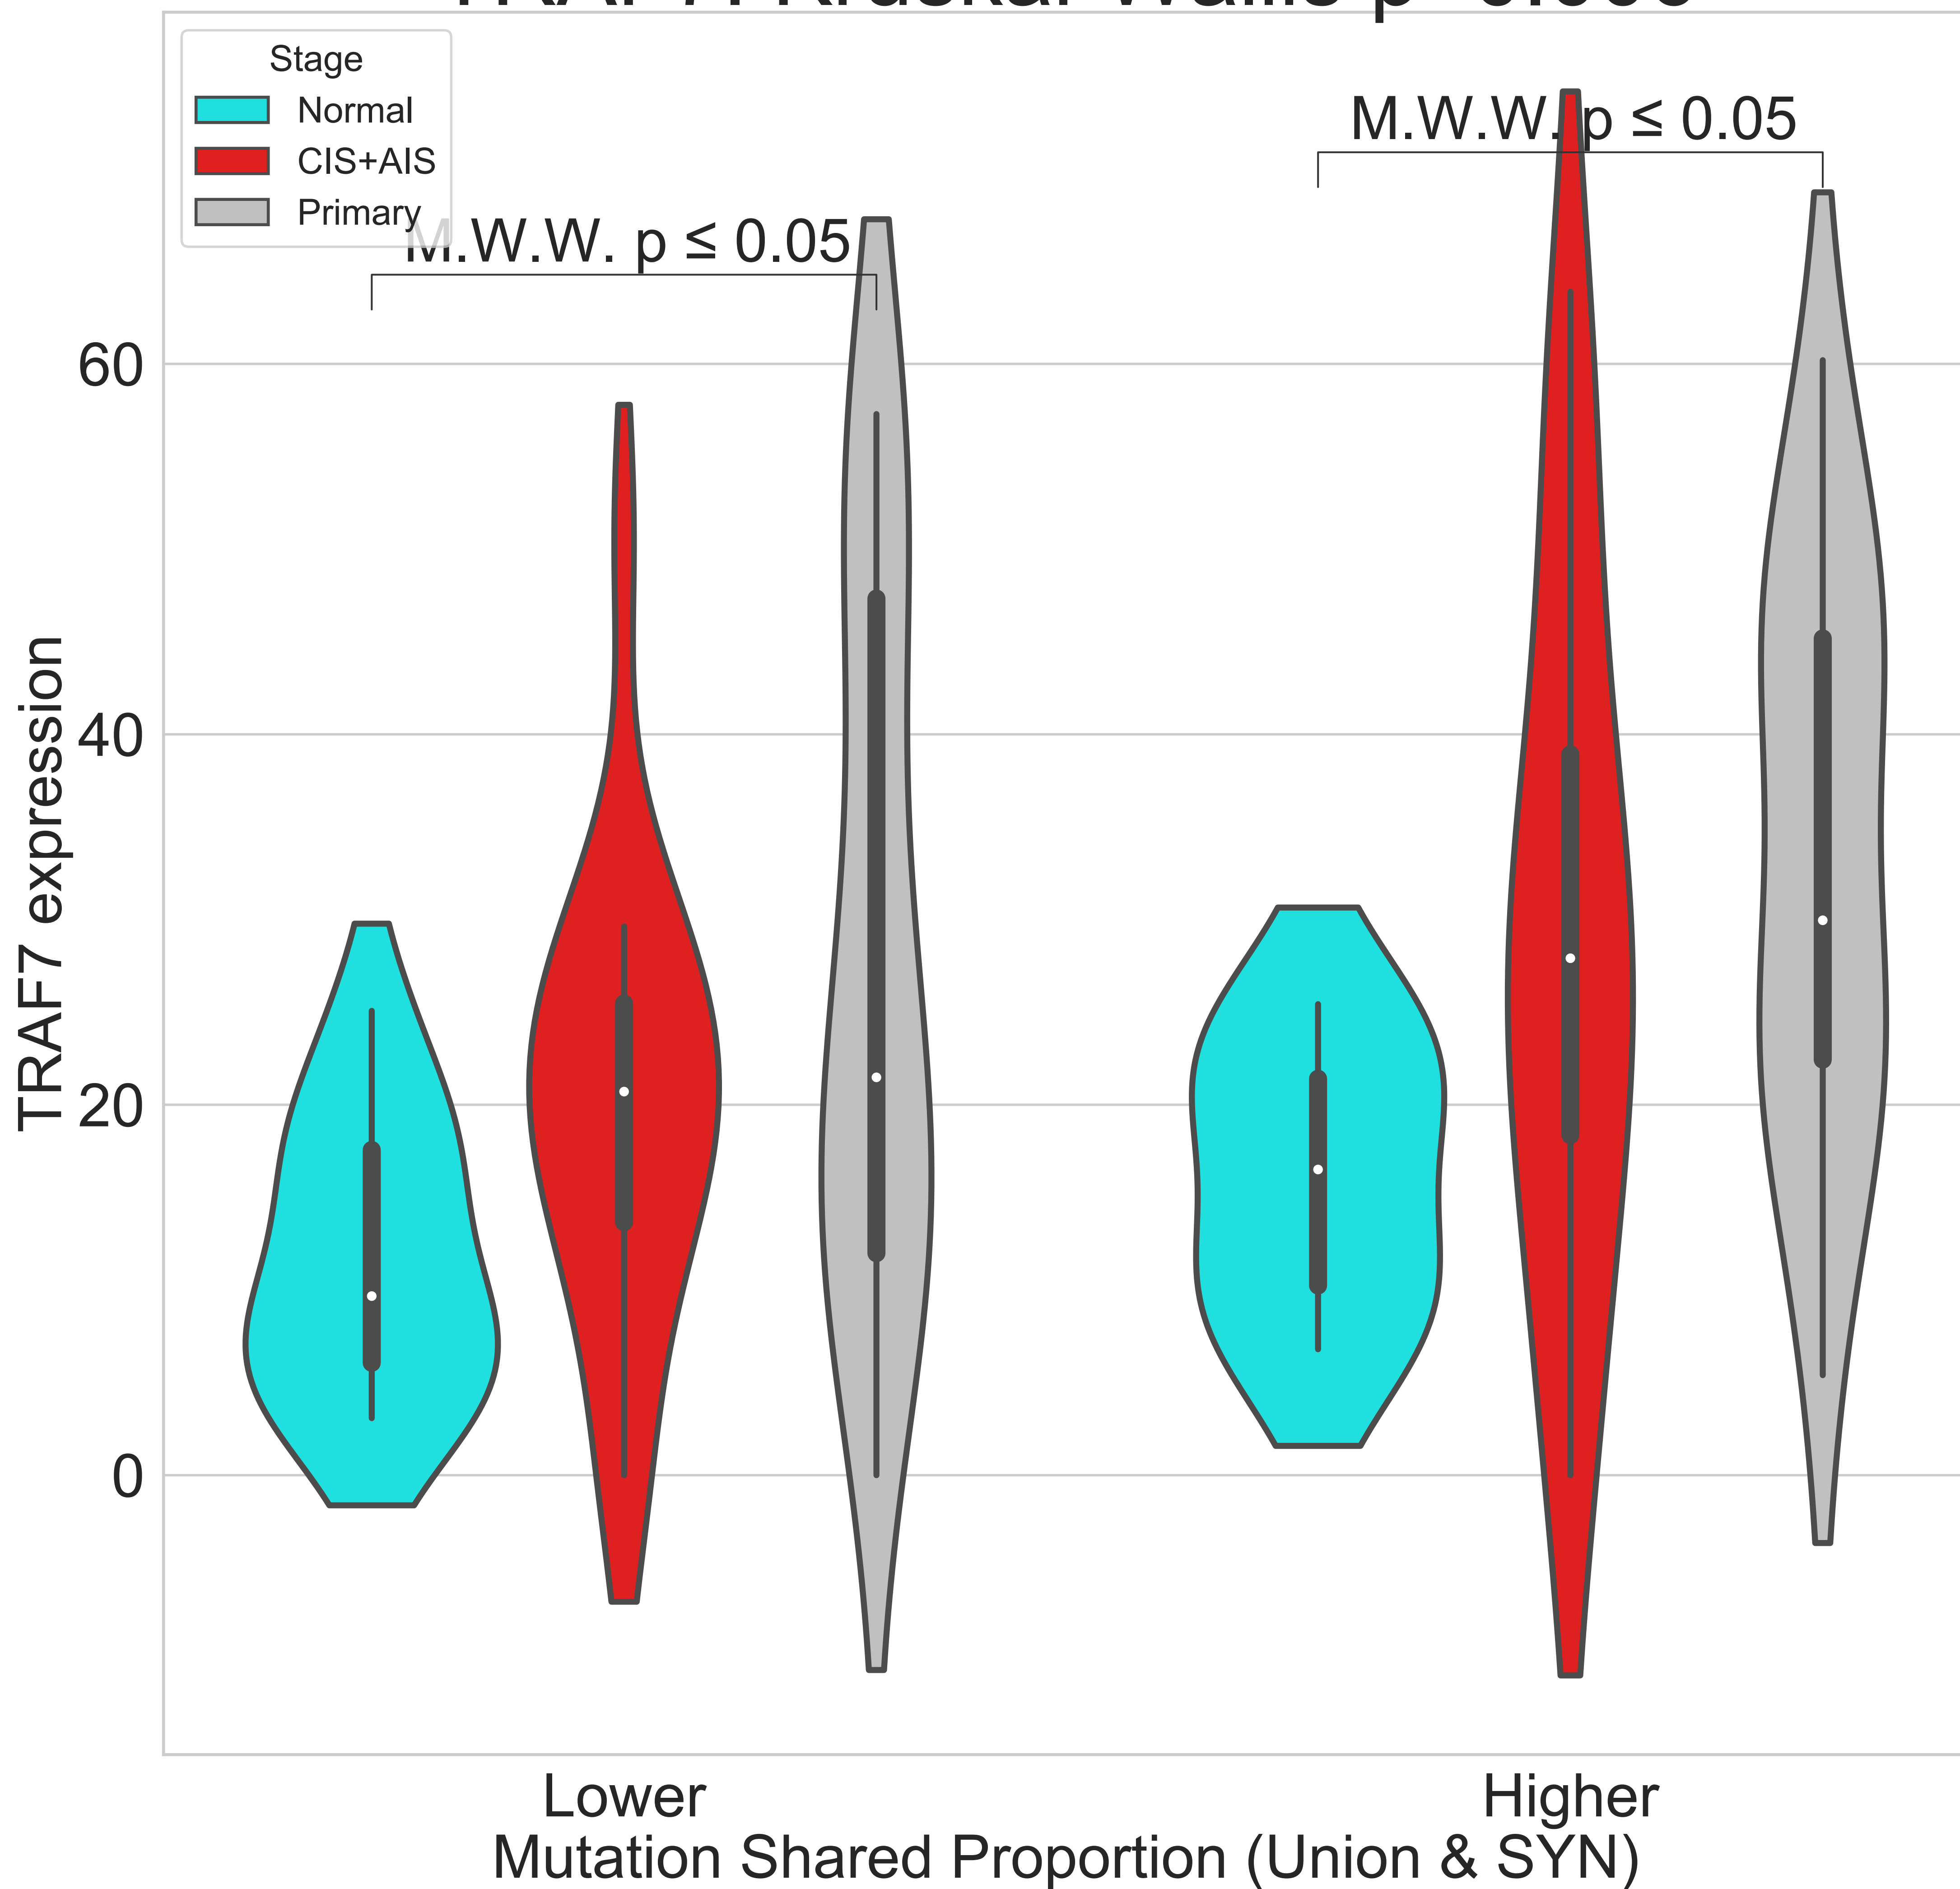 Stage
Normal
CIS+AIS
Primary
M.W.W. p ≤ 0.05
M.W.W. p ≤ 0.05
60
40
20
0
TRAF7 expression
Lower
Higher
Mutation Shared Proportion (Union & SYN)